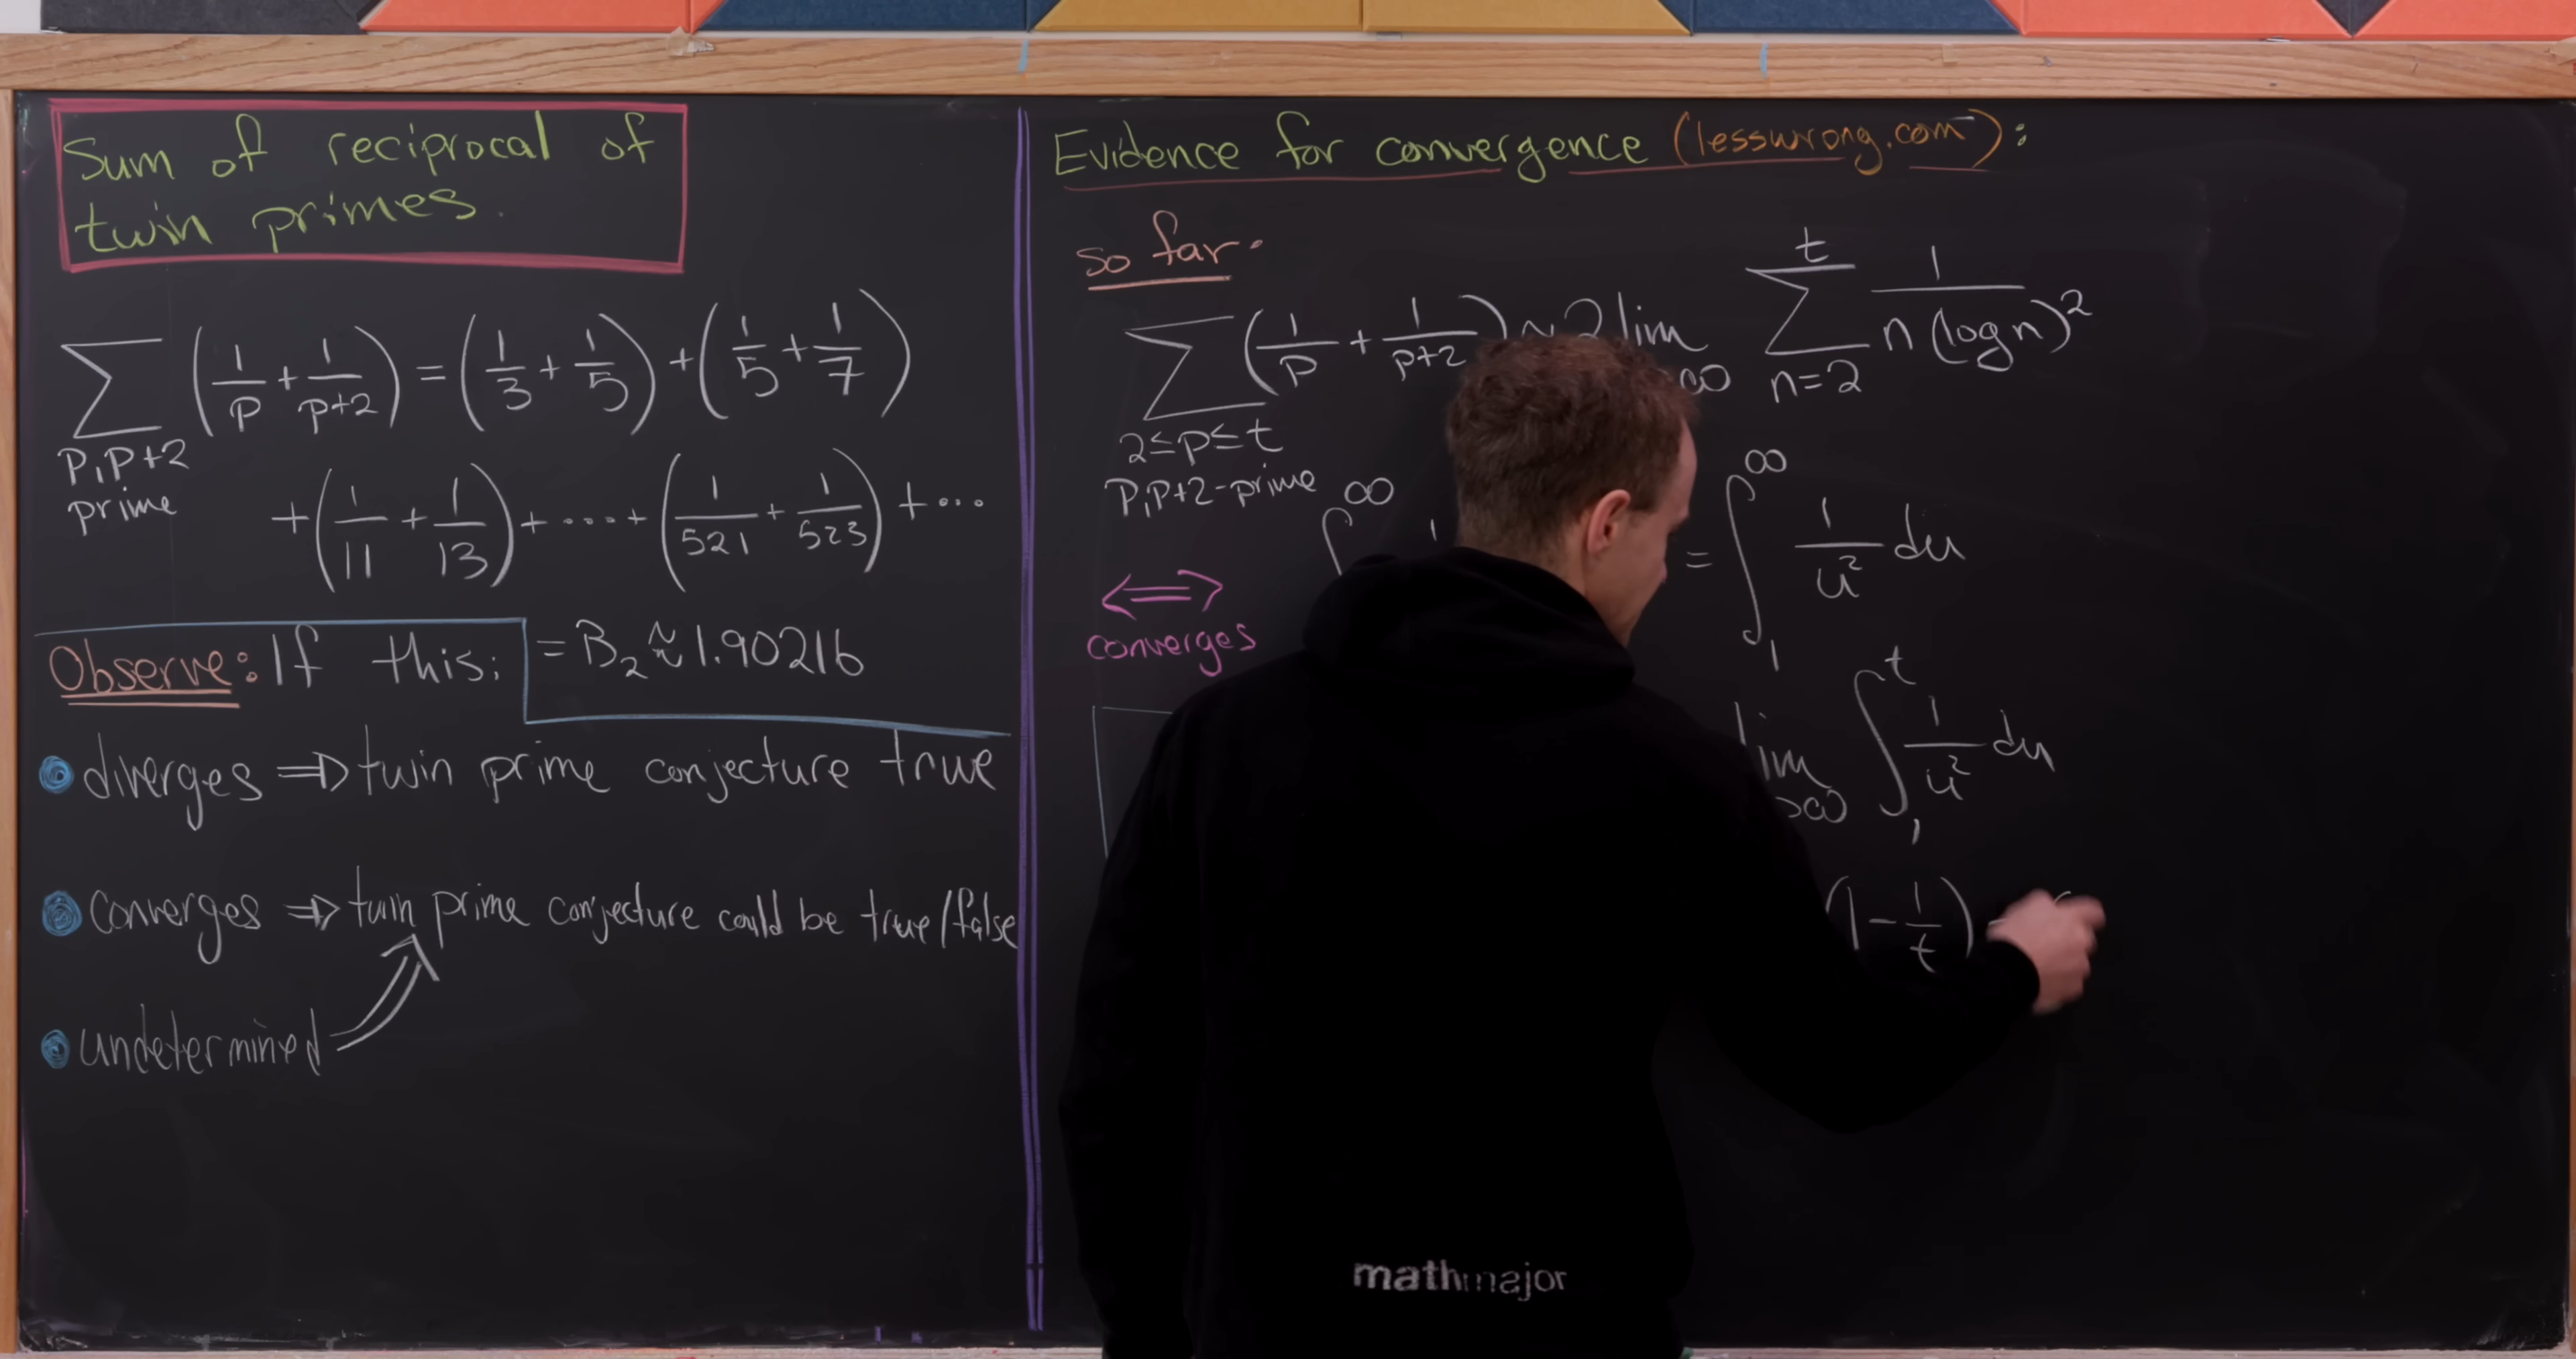 Sum of reciprocal of
twin primes.
∑ (1/p + 1/p+2) = (1/3 + 1/5) + (1/5 + 1/7)
p,p+2
prime
+ (1/11 + 1/13) + ···· + (1/521 + 1/523) + ···
= B₂ ≈ 1.90216
Observe: If this:
diverges ⇒ twin prime conjecture true
converges ⇒ twin prime conjecture could be true/false
undetermined
Evidence for convergence (lesswrong.com):
so far.
∑ (1/p + 1/p+2) ~ 2 lim ∑ 1/n(log n)²
t
∞ n=2
2≤p≤t
p,p+2-prime
⟺
converges
∫ ∞ 1
= ∫₁^∞ 1/u² du
lim ∫₁^t 1/u² du
>∞
(1 - 1/t)
mathmajor